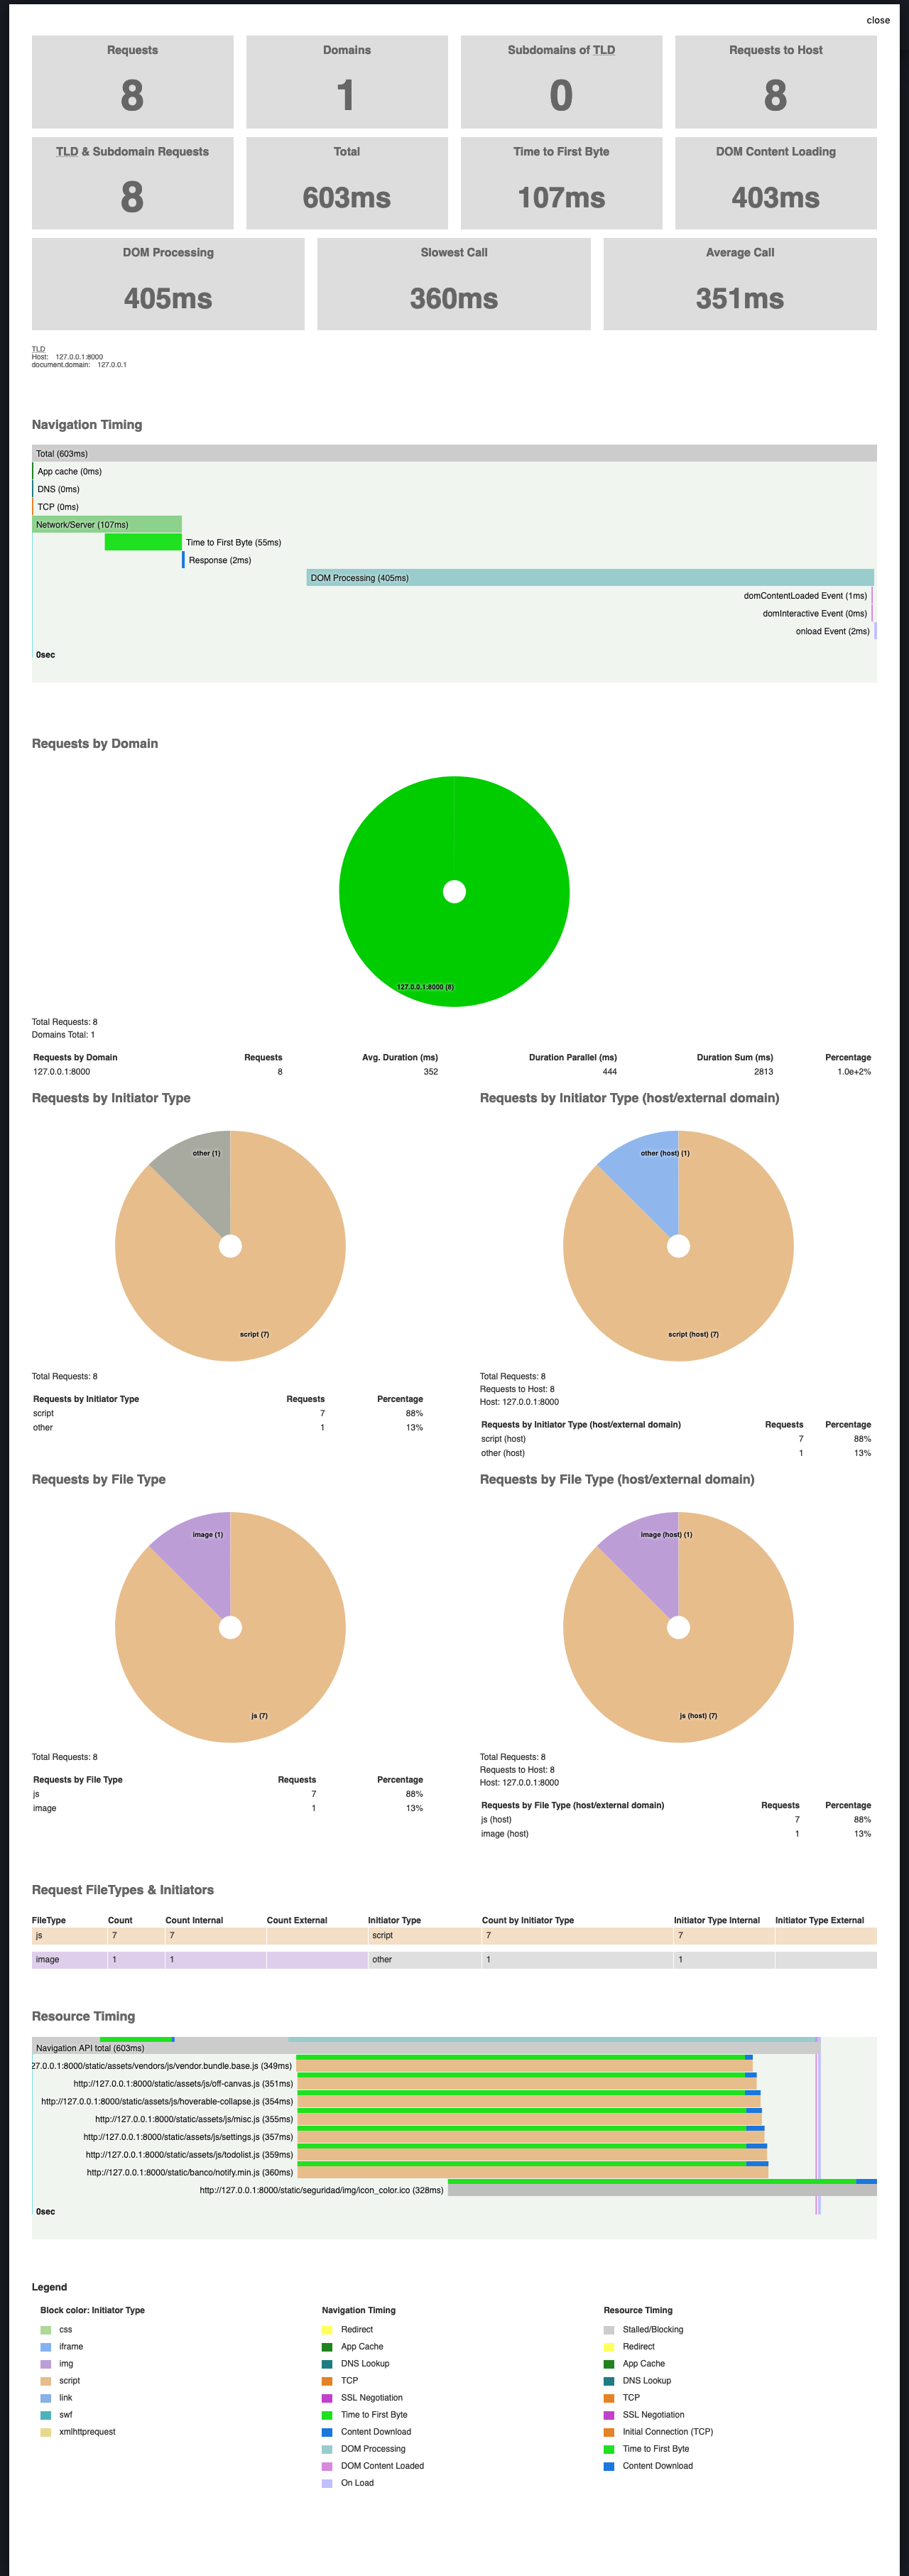 close
Requests
Domains
Subdomains of TLD
Requests to Host
8
1
0
8
TLD & Subdomain Requests
Total
Time to First Byte
DOM Content Loading
8
603ms
107ms
403ms
DOM Processing
Slowest Call
Average Call
405ms
360ms
351ms
TLD
Host: 127.0.0.1:8000
document.domain: 127.0.0.1
Navigation Timing
Total (603ms)
App cache (0ms)
DNS (0ms)
TCP (0ms)
Network/Server (107ms)
Time to First Byte (55ms)
Response (2ms)
DOM Processing (405ms)
domContentLoaded Event (1ms)
domInteractive Event (0ms)
onload Event (2ms)
0sec
Requests by Domain
127.0.0.1:8000 (8)
Total Requests: 8
Domains Total: 1
Requests by Domain Requests Avg. Duration (ms) Duration Parallel (ms) Duration Sum (ms) Percentage
127.0.0.1:8000 8 352 444 2813 1.0e+2%
Requests by Initiator Type
other (1)
script (7)
Total Requests: 8
Requests by Initiator Type Requests Percentage
script 7 88%
other 1 13%
Requests by Initiator Type (host/external domain)
other (host) (1)
script (host) (7)
Total Requests: 8
Requests to Host: 8
Host: 127.0.0.1:8000
Requests by Initiator Type (host/external domain) Requests Percentage
script (host) 7 88%
other (host) 1 13%
Requests by File Type
image (1)
js (7)
Total Requests: 8
Requests by File Type Requests Percentage
js 7 88%
image 1 13%
Requests by File Type (host/external domain)
image (host) (1)
js (host) (7)
Total Requests: 8
Requests to Host: 8
Host: 127.0.0.1:8000
Requests by File Type (host/external domain) Requests Percentage
js (host) 7 88%
image (host) 1 13%
Request FileTypes & Initiators
FileType Count Count Internal Count External Initiator Type Count by Initiator Type Initiator Type Internal Initiator Type External
js 7 7 script 7 7
image 1 1 other 1 1
Resource Timing
Navigation API total (603ms)
27.0.0.1:8000/static/assets/vendors/js/vendor.bundle.base.js (349ms)
http://127.0.0.1:8000/static/assets/js/off-canvas.js (351ms)
http://127.0.0.1:8000/static/assets/js/hoverable-collapse.js (354ms)
http://127.0.0.1:8000/static/assets/js/misc.js (355ms)
http://127.0.0.1:8000/static/assets/js/settings.js (357ms)
http://127.0.0.1:8000/static/assets/js/todolist.js (359ms)
http://127.0.0.1:8000/static/banco/notify.min.js (360ms)
http://127.0.0.1:8000/static/seguridad/img/icon_color.ico (328ms)
0sec
Legend
Block color: Initiator Type
css
iframe
img
script
link
swf
xmlhttprequest
Navigation Timing
Redirect
App Cache
DNS Lookup
TCP
SSL Negotiation
Time to First Byte
Content Download
DOM Processing
DOM Content Loaded
On Load
Resource Timing
Stalled/Blocking
Redirect
App Cache
DNS Lookup
TCP
SSL Negotiation
Initial Connection (TCP)
Time to First Byte
Content Download